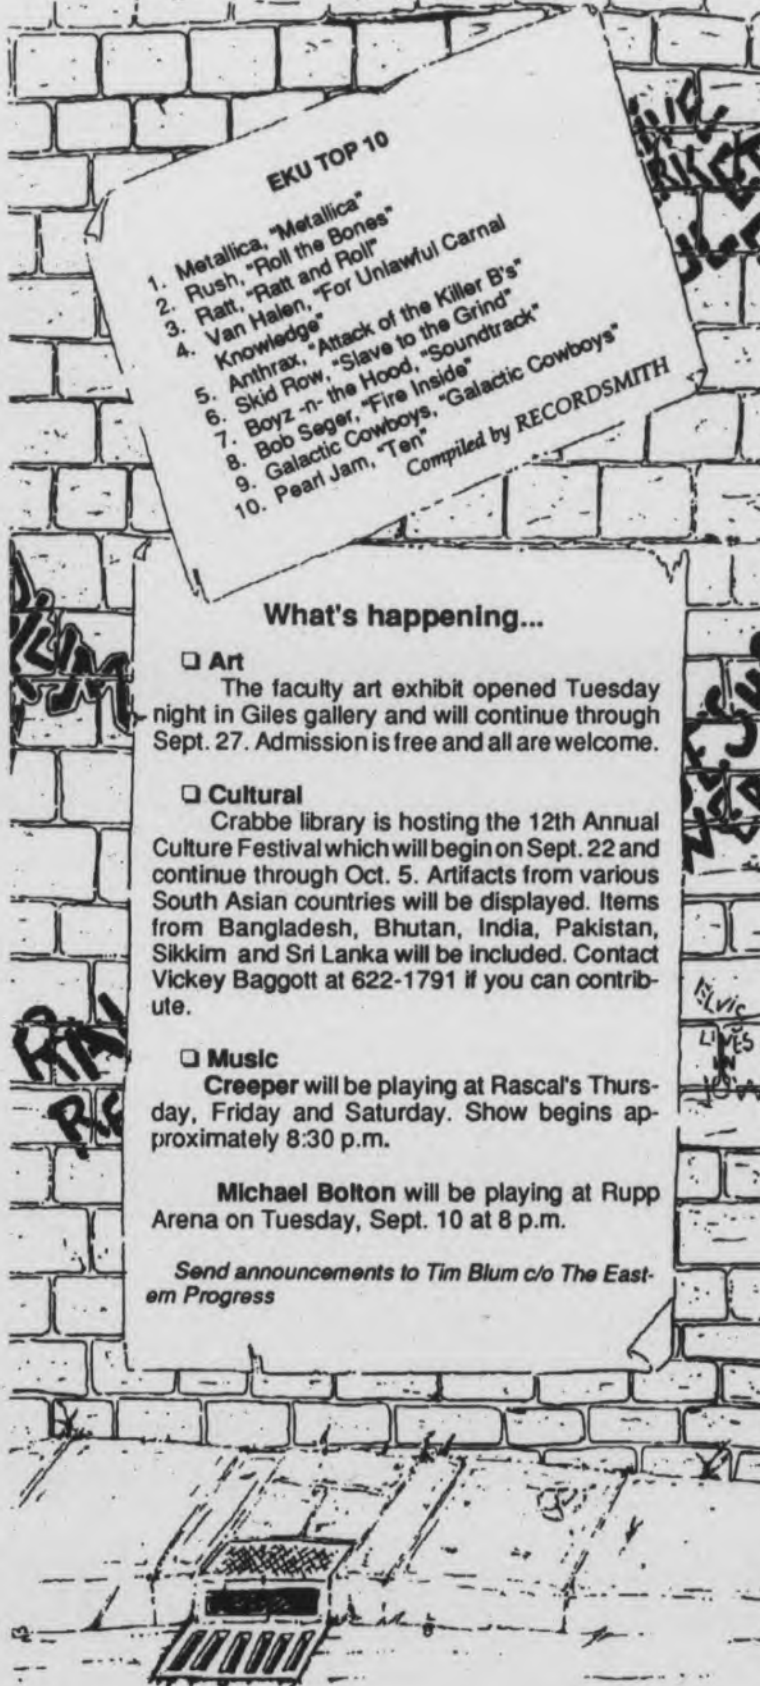 EKU TOP 10
1. Metallica, "Metallica"
2. Rush, "Roll the Bones"
3. Ratt, "Ratt and Roll"
4. Van Halen, "For Unlawful Carnal
Knowledge"
5. Anthrax, "Attack of the Killer B's"
6. Skid Row, "Slave to the Grind"
7. Boyz -n- the Hood, "Soundtrack"
8. Bob Seger, "Fire Inside"
9. Galactic Cowboys, "Galactic Cowboys"
10. Pearl Jam, "Ten"
Compiled by RECORDSMITH
What's happening...
❑ Art
The faculty art exhibit opened Tuesday
night in Giles gallery and will continue through
Sept. 27. Admission is free and all are welcome.
❑ Cultural
Crabbe library is hosting the 12th Annual
Culture Festival which will begin on Sept. 22 and
continue through Oct. 5. Artifacts from various
South Asian countries will be displayed. Items
from Bangladesh, Bhutan, India, Pakistan,
Sikkim and Sri Lanka will be included. Contact
Vickey Baggott at 622-1791 if you can contrib-
ute.
❑ Music
Creeper will be playing at Rascal's Thurs-
day, Friday and Saturday. Show begins ap-
proximately 8:30 p.m.
Michael Bolton will be playing at Rupp
Arena on Tuesday, Sept. 10 at 8 p.m.
Send announcements to Tim Blum c/o The East-
ern Progress
ELVIS
LIVES
IN